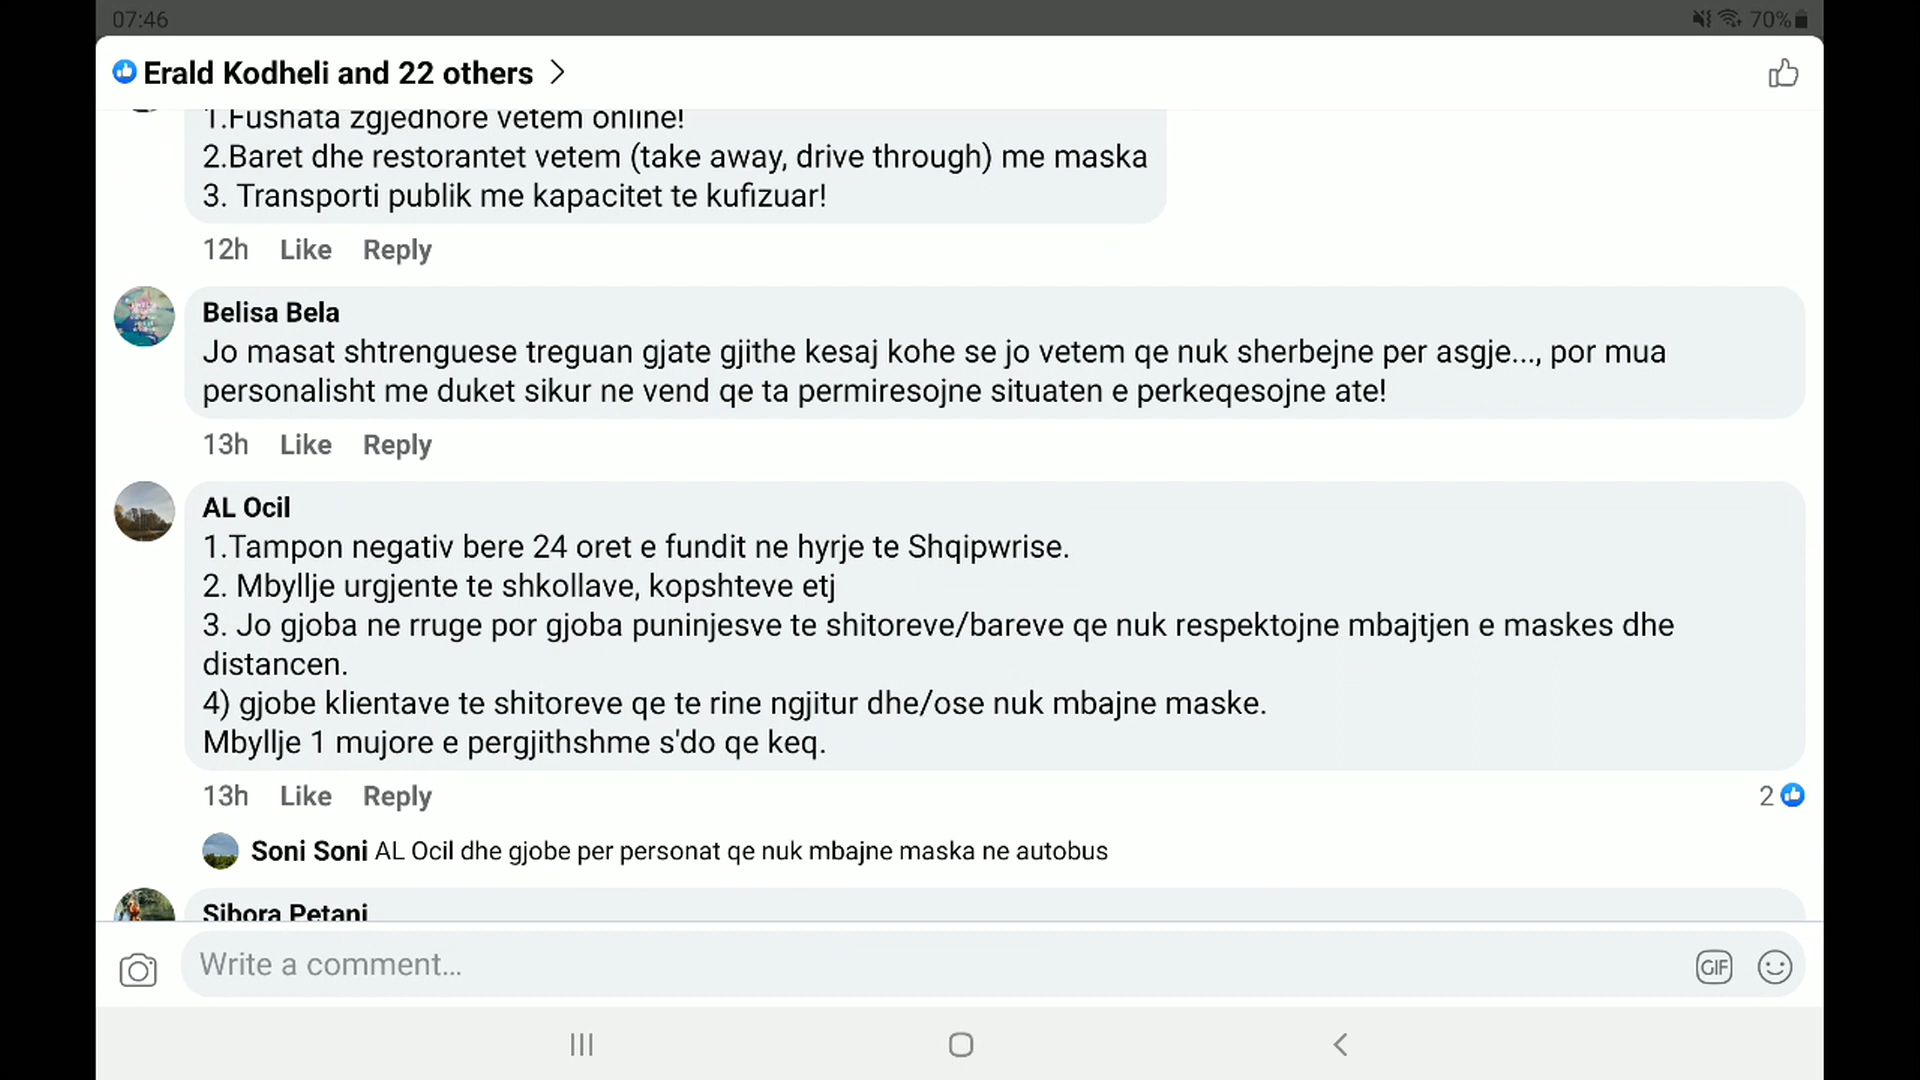 07:46
70%
Erald Kodheli and 22 others
1.Fushata zgjedhore vetem online!
2.Baret dhe restorantet vetem (take away, drive through) me maska
3. Transporti publik me kapacitet te kufizuar!
12h Like Reply
Belisa Bela
Jo masat shtrenguese treguan gjate gjithe kesaj kohe se jo vetem qe nuk sherbejne per asgje..., por mua
personalisht me duket sikur ne vend qe ta permiresojne situaten e perkeqesojne ate!
13h Like Reply
AL Ocil
1.Tampon negativ bere 24 oret e fundit ne hyrje te Shqipwrise.
2. Mbyllje urgjente te shkollave, kopshteve etj
3. Jo gjoba ne rruge por gjoba puninjesve te shitoreve/bareve qe nuk respektojne mbajtjen e maskes dhe
distancen.
4) gjobe klientave te shitoreve qe te rine ngjitur dhe/ose nuk mbajne maske.
Mbyllje 1 mujore e pergjithshme s'do qe keq.
13h Like Reply 2
Soni Soni AL Ocil dhe gjobe per personat qe nuk mbajne maska ne autobus
Sibora Petani
Write a comment...
GIF